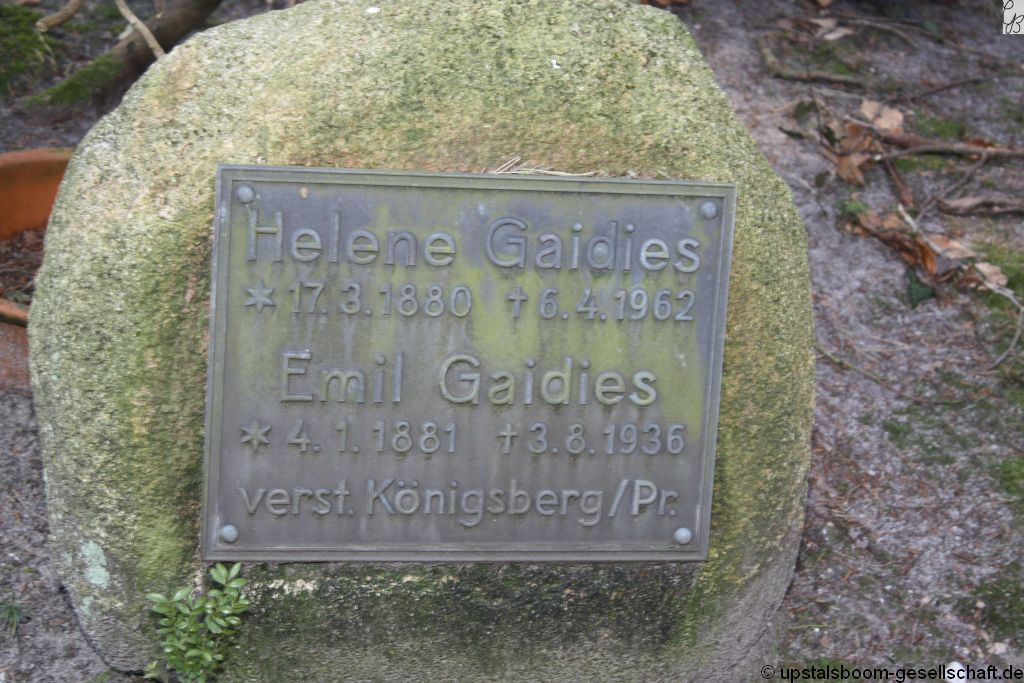 Helene Gaidies
* 17.3.1880 † 6.4.1962
Emil Gaidies
* 4.1.1881 † 3.8.1936
verst. Königsberg/Pr.
© upstalsboom-gesellschaft.de